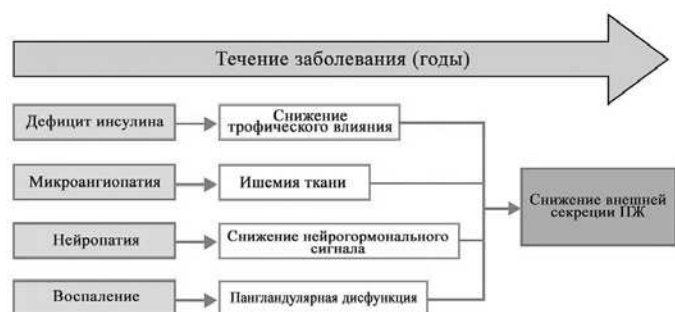 Течение заболевания (годы)
Дефицит инсулина
Снижение
трофического влияния
Микроангиопатия
Ишемия ткани
Снижение внешней
секреции ПЖ
Нейропатия
Снижение нейрогормонального
сигнала
Воспаление
Пангландулярная дисфункция